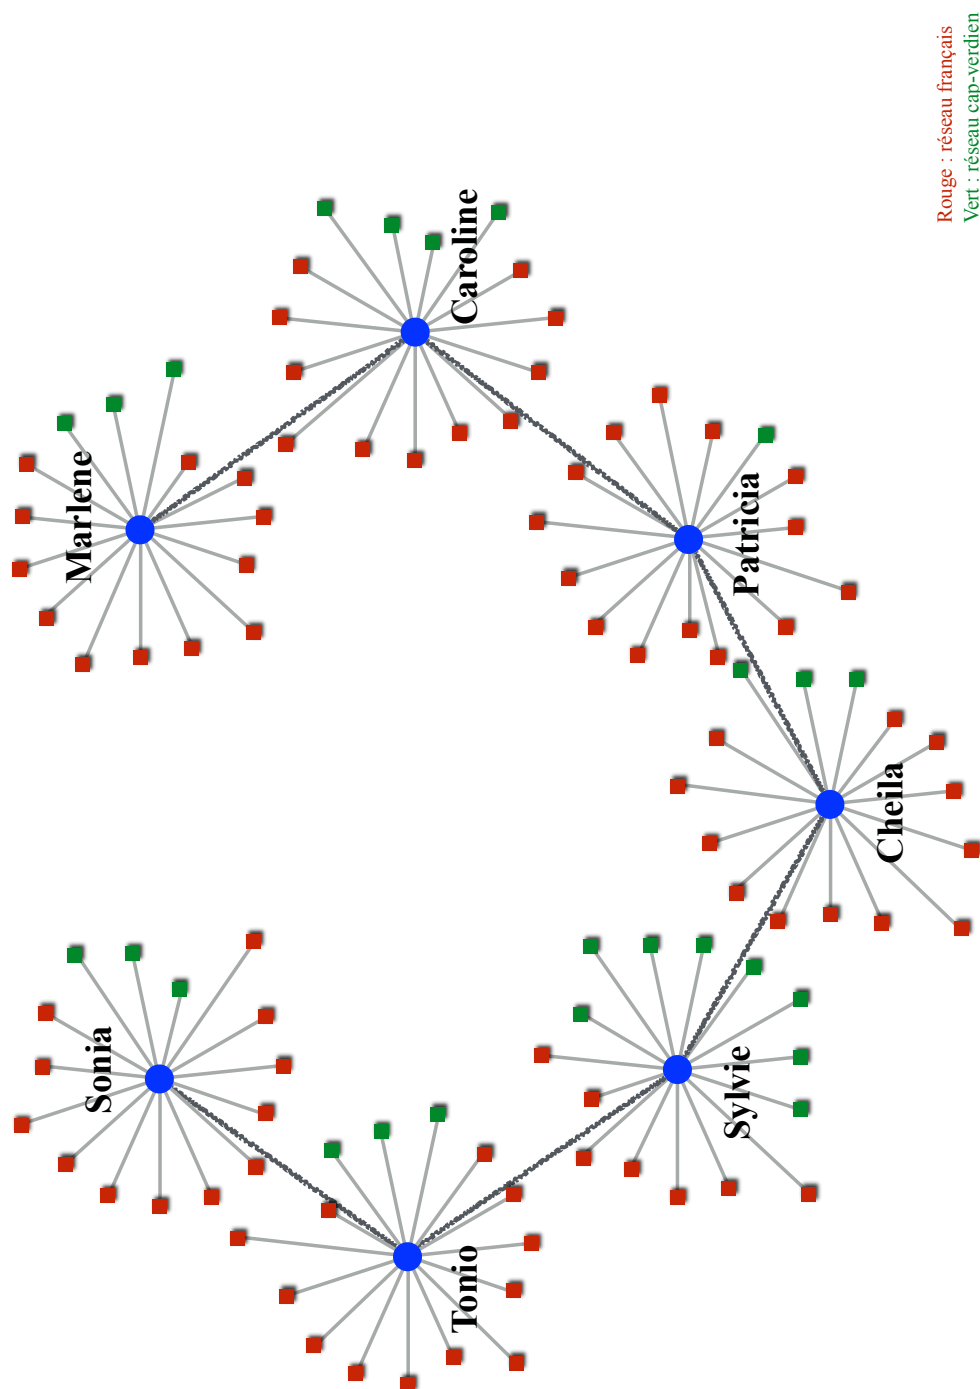 Rouge : réseau français
Vert : réseau cap-verdien
Marlene
Caroline
Patricia
Cheila
Sylvie
Tonio
Sonia